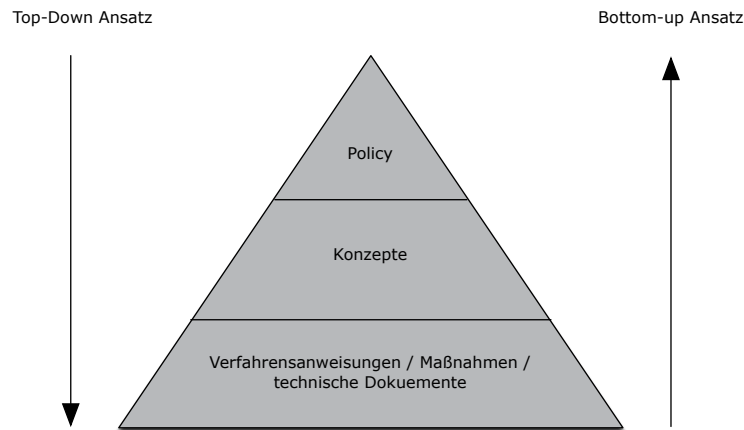 Top-Down Ansatz
Bottom-up Ansatz
Policy
Konzepte
Verfahrensanweisungen / Maßnahmen /
technische Dokuemente